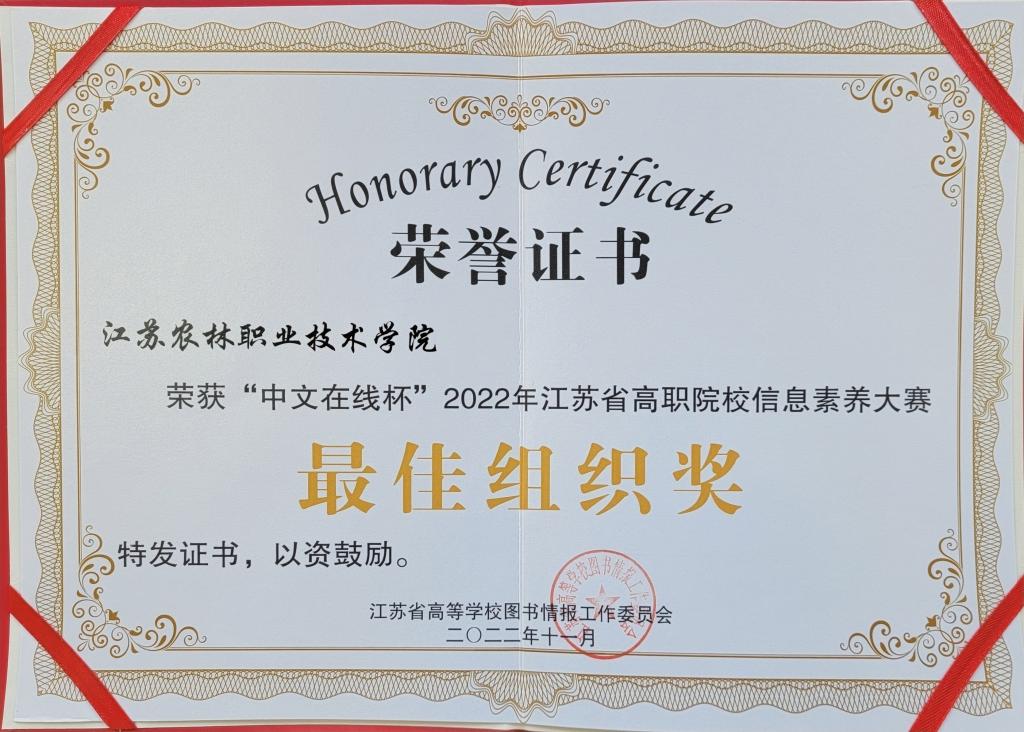 Honorary Certificate
荣誉证书
江苏农林职业技术学院
荣获“中文在线杯”2022年江苏省高职院校信息素养大赛
最佳组织奖
特发证书，以资鼓励。
江苏省高等学校图书情报工作委员会
二〇二二年十一月